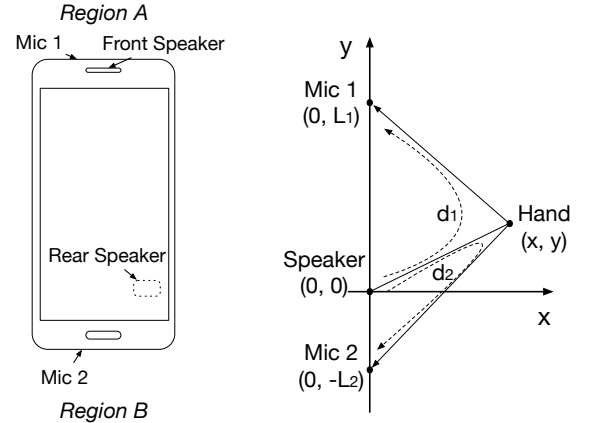 Region A
Mic 1
Front Speaker
Rear Speaker
Mic 2
Region B
y
Mic 1
(0, L1)
d1
Hand
(x, y)
Speaker
(0, 0)
d2
x
Mic 2
(0, -L2)